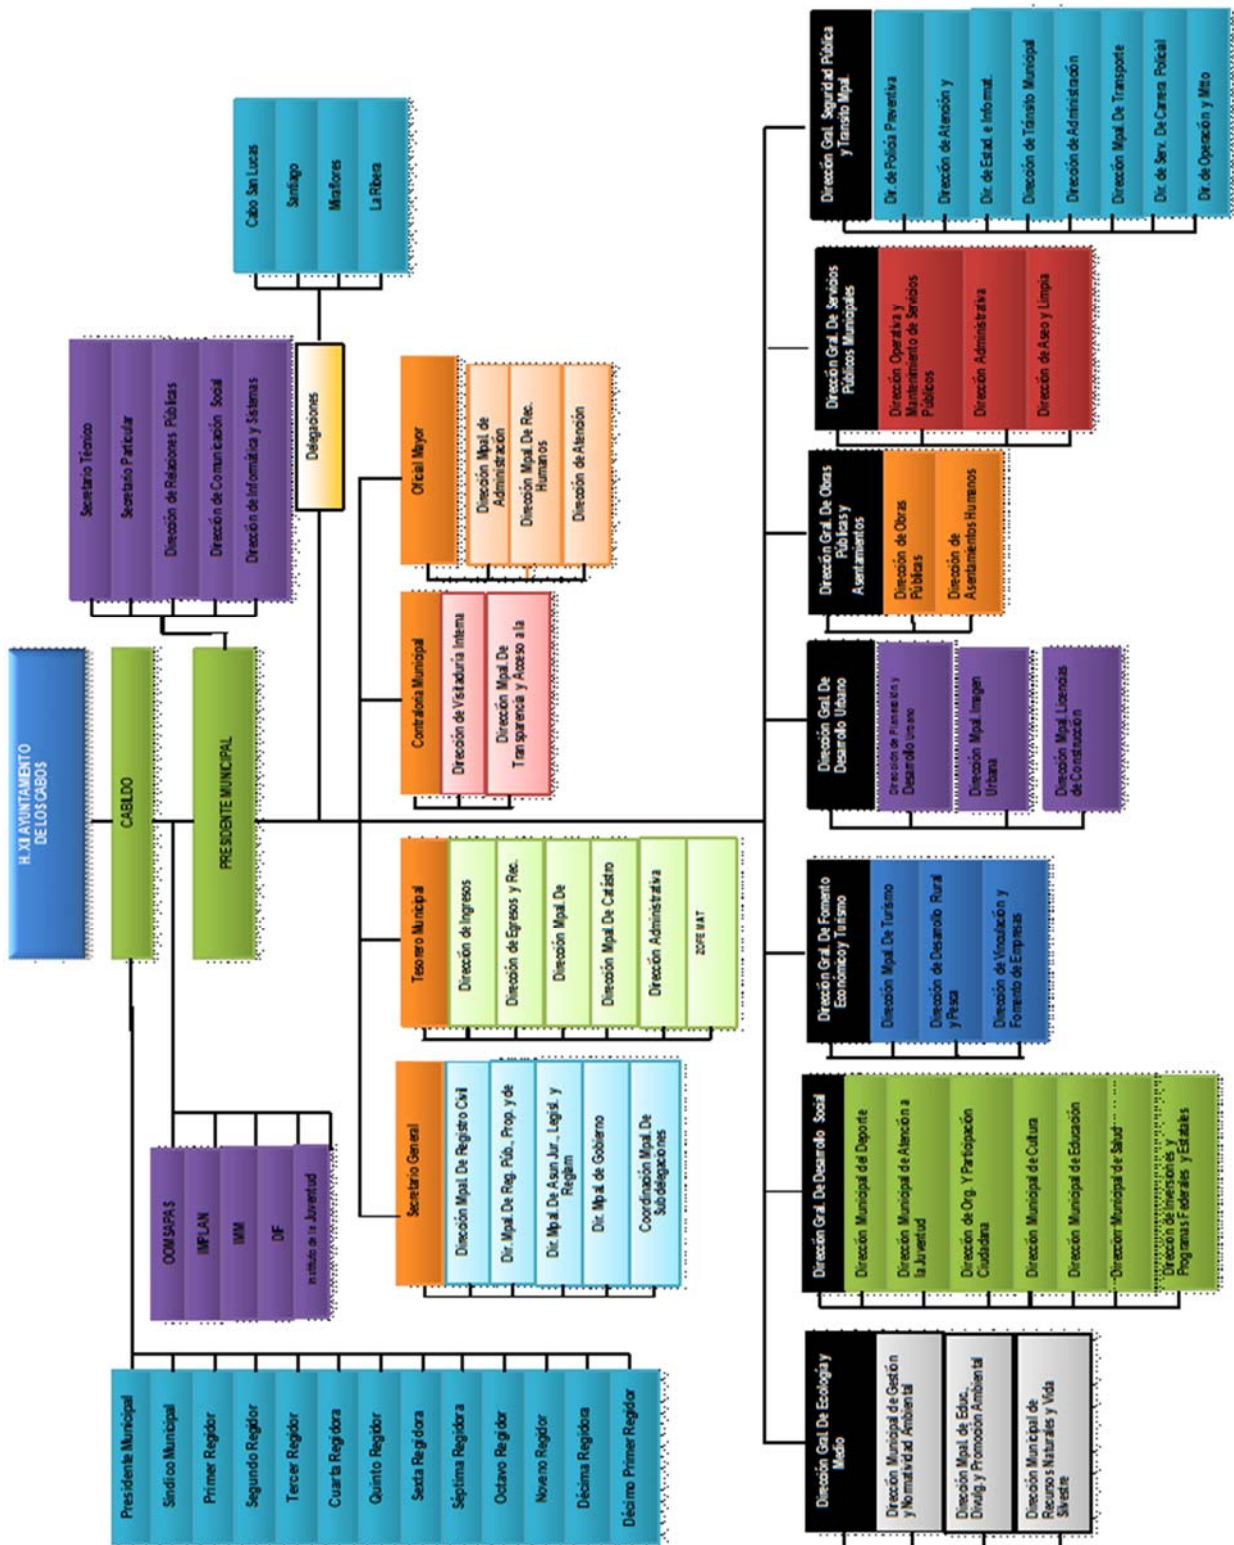 H. XII AYUNTAMIENTO
DE LOS CABOS
CABILDO
PRESIDENTE MUNICIPAL
Presidente Municipal
Síndico Municipal
Primer Regidor
Segundo Regidor
Tercer Regidor
Cuarta Regidora
Quinto Regidor
Sexta Regidora
Séptima Regidora
Octavo Regidor
Noveno Regidor
Décima Regidora
Décimo Primer Regidor
OOMSAPAS
IMPLAN
IMM
DIF
Instituto de la Juventud
Secretario Técnico
Secretario Particular
Dirección de Relaciones Públicas
Dirección de Comunicación Social
Dirección de Informática y Sistemas
Delegaciones
Cabo San Lucas
Santiago
Miraflores
La Ribera
Secretario General
Dirección Mpal. De Registro Civil
Dir. Mpal. De Reg. Púb., Prop. y de
Dir. Mpal. De Asun Jur., Legisl. y
Reglam
Dir. Mpal. de Gobierno
Coordinación Mpal. De
Subdelegaciones
Tesorero Municipal
Dirección de Ingresos
Dirección de Egresos y Rec.
Dirección Mpal. De
Dirección Mpal. De Catástro
Dirección Administrativa
ZOFEMAT
Contraloría Municipal
Dirección de Visitaduría Interna
Dirección Mpal. De
Transparencia y Acceso a la
Oficial Mayor
Dirección Mpal. de
Administración
Dirección Mpal. De Rec.
Humanos
Dirección de Atención
Dirección Gral. De Ecología y
Medio
Dirección Municipal de Gestión
y Normatividad Ambiental
Dirección Mpal. de Educ,
Divulg. y Promoción Ambiental
Dirección Municipal de
Recursos Naturales y Vida
Silvestre
Dirección Gral. De Desarrollo Social
Dirección Municipal del Deporte
Dirección Municipal de Atención a
la Juventud
Dirección de Org. Y Participación
Ciudadana
Dirección Municipal de Cultura
Dirección Municipal de Educación
Dirección Municipal de Salud
Dirección de Inversiones y
Programas Federales y Estatales
Dirección Gral. De Fomento
Económico y Turismo
Dirección Mpal. De Turismo
Dirección de Desarrollo Rural
y Pesca
Dirección de Vinculación y
Fomento de Empresas
Dirección Gral. De
Desarrollo Urbano
Dirección de Planeación y
Desarrollo Urbano
Dirección Mpal. Imagen
Urbana
Dirección Mpal. Licencias
de Construcción
Dirección Gral. De Obras
Públicas y
Asentamientos
Dirección de Obras
Públicas
Dirección de
Asentamientos Humanos
Dirección Gral. De Servicios
Públicos Municipales
Dirección Operativa y
Mantenimiento de Servicios
Públicos
Dirección Administrativa
Dirección de Aseo y Limpia
Dirección Gral. Seguridad Pública
y Transito Mpal.
Dir. de Policía Preventiva
Dirección de Atención y
Dir. de Estad. e Informat.
Dirección de Tránsito Municipal
Dirección de Administración
Dirección Mpal. de Transporte
Dir. de Serv. De Carrera Policial
Dir. de Operación y Mtto